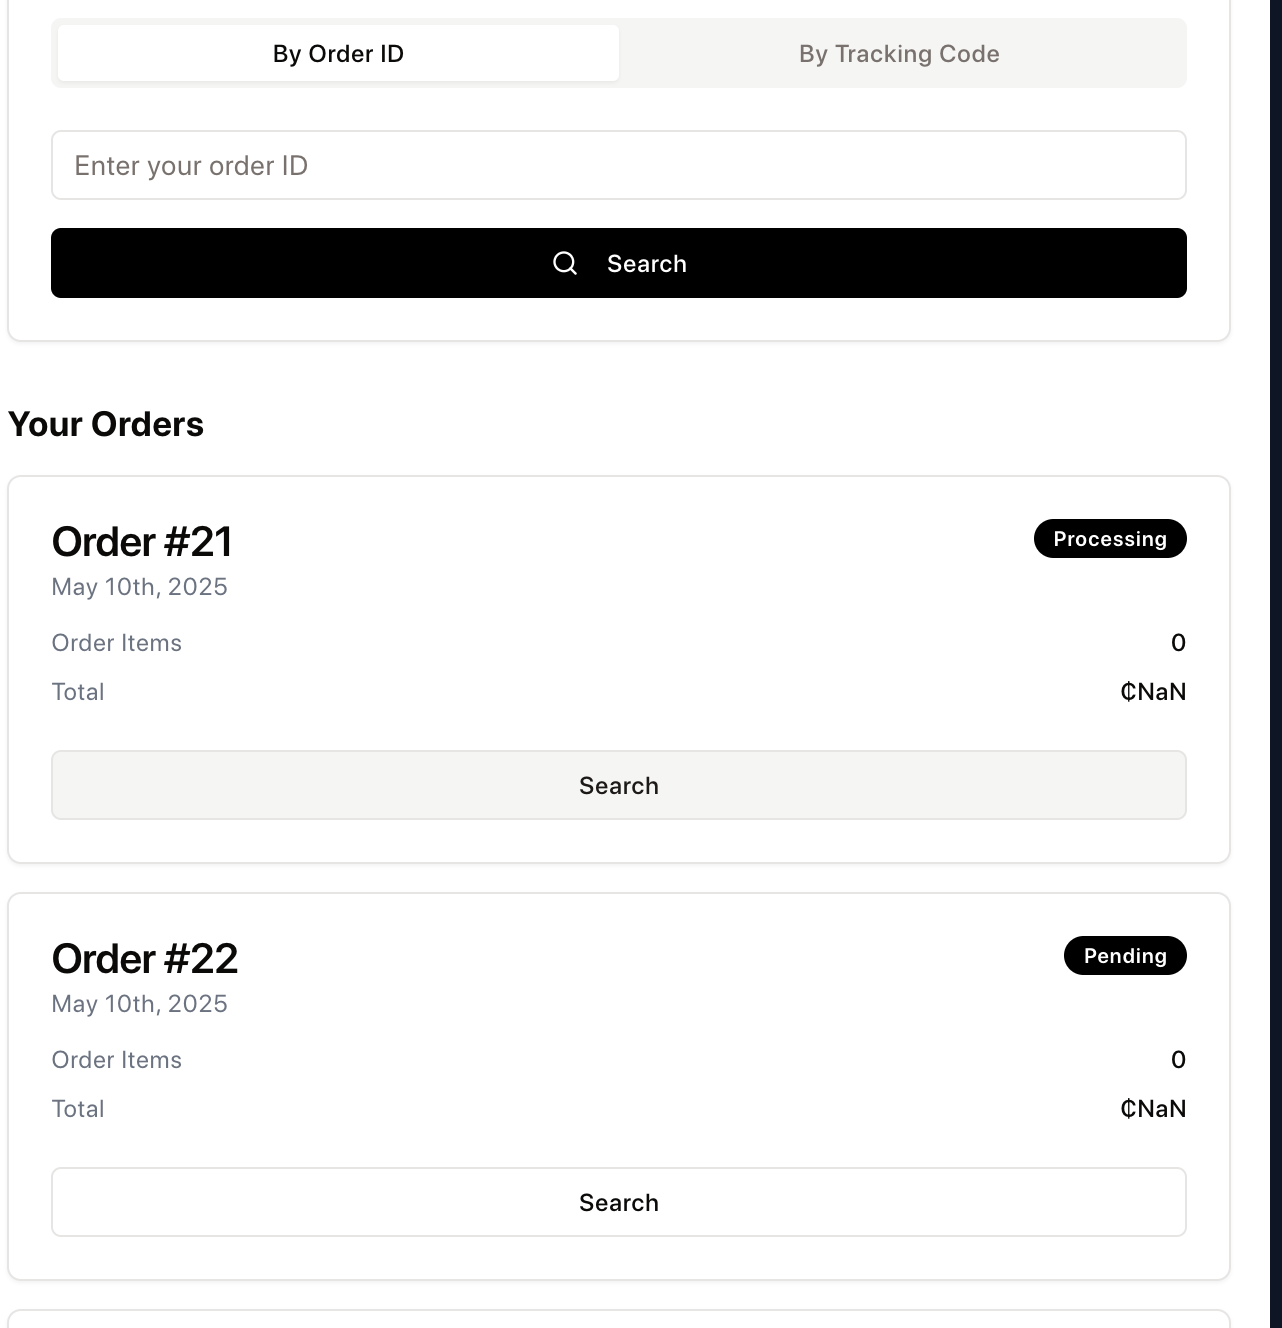 By Order ID
By Tracking Code
Enter your order ID
Search
Your Orders
Order #21
Processing
May 10th, 2025
Order Items
0
Total
₵NaN
Search
Order #22
Pending
May 10th, 2025
Order Items
0
Total
₵NaN
Search